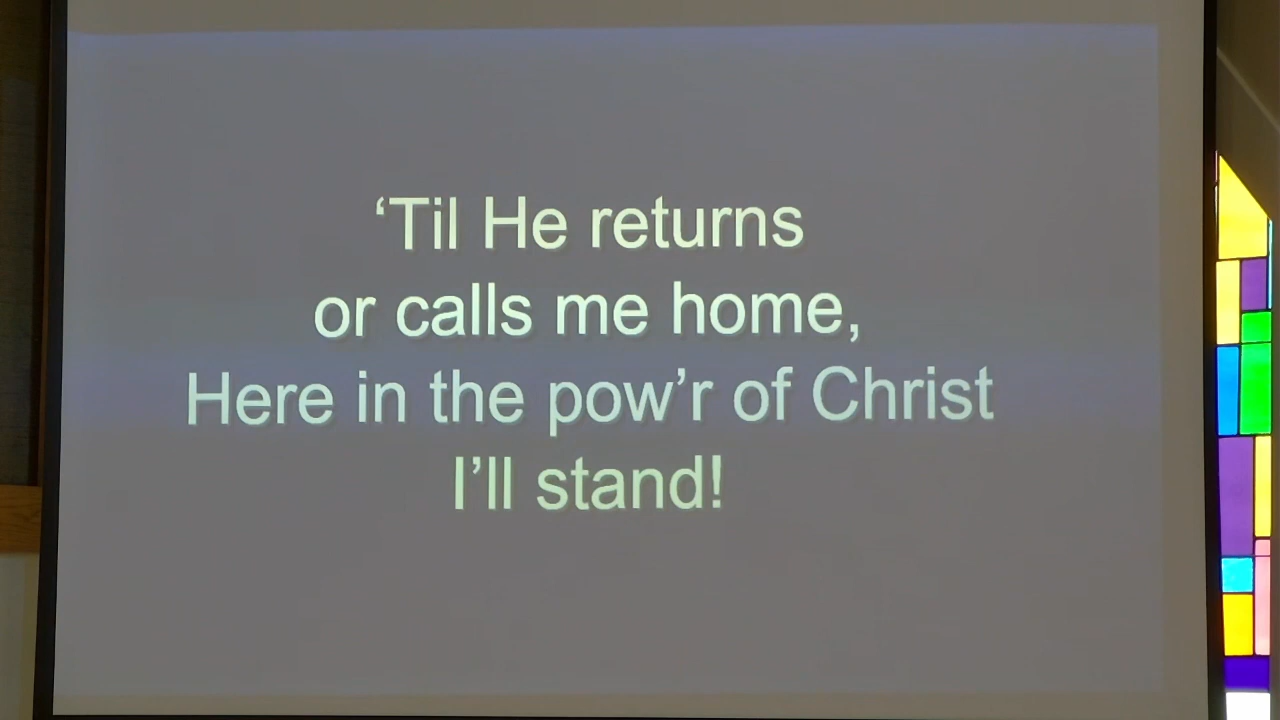 ‘Til He returns
or calls me home,
Here in the pow’r of Christ
I’ll stand!